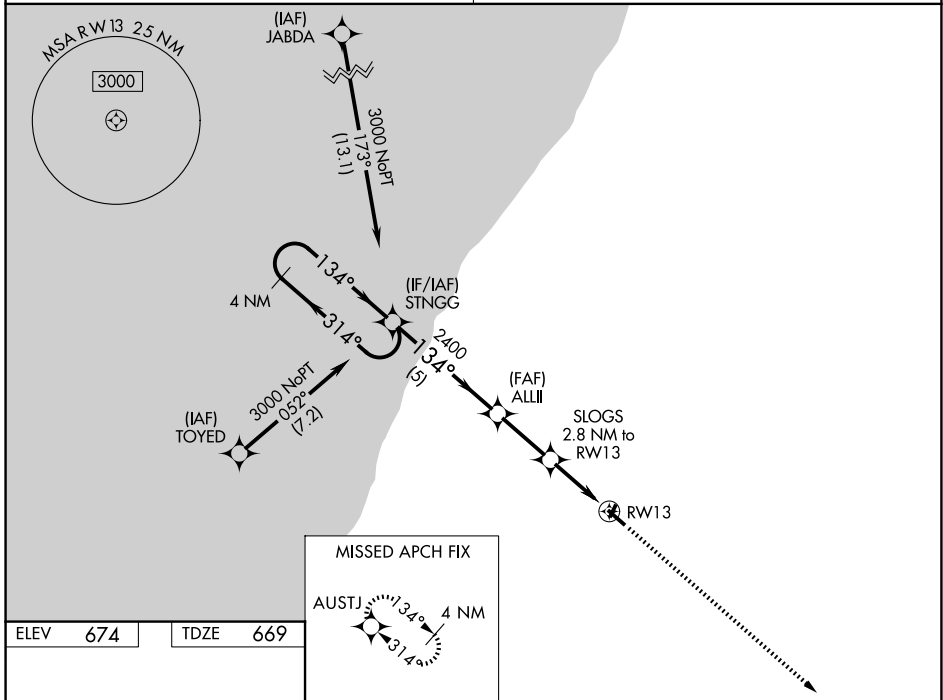 MSA RW13 25 NM
3000
(IAF)
JABDA
3000 NoPT
173°
(13.1)
134°
4 NM
314°
(IF/IAF)
STNGG
2400
134°
(5)
(IAF)
TOYED
3000 NoPT
052°
(7.2)
(FAF)
ALLII
SLOGS
2.8 NM to
RW13
RW13
MISSED APCH FIX
AUSTJ
134°
4 NM
314°
ELEV 674
TDZE 669